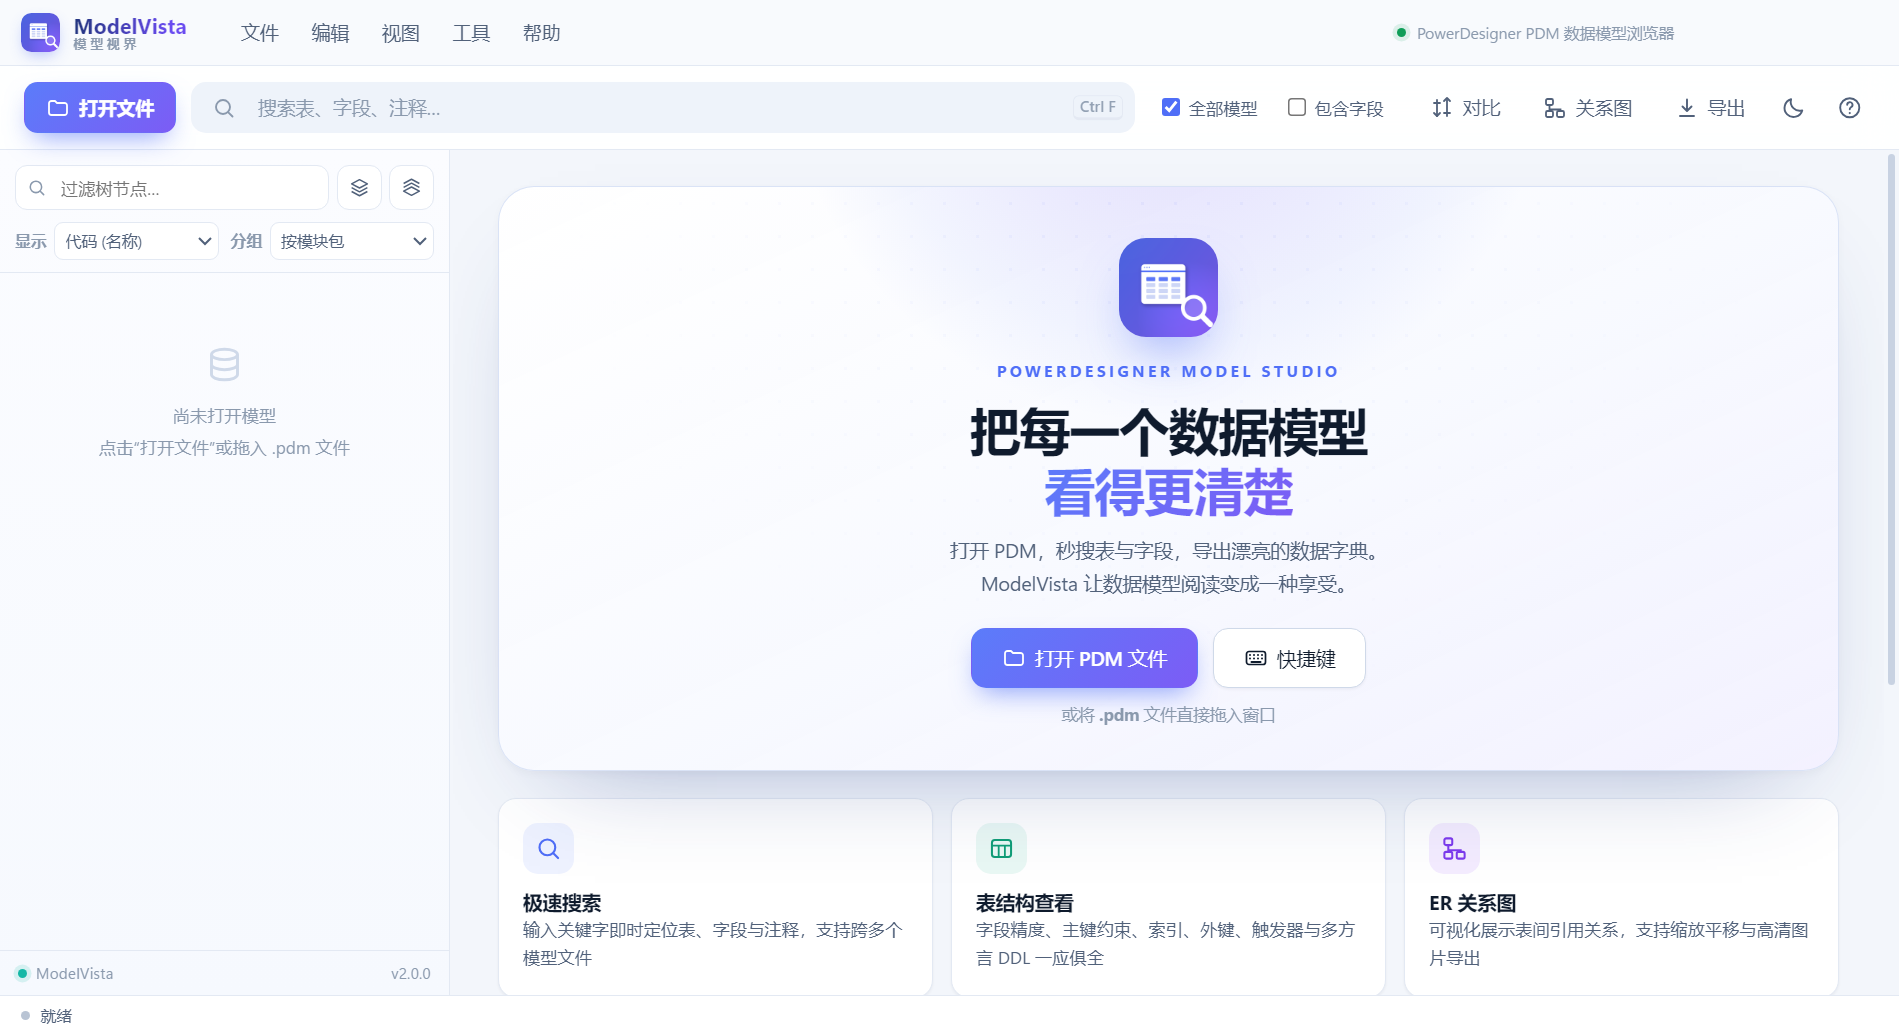 ModelVista
模型视界
文件 编辑 视图 工具 帮助
PowerDesigner PDM 数据模型浏览器
打开文件
搜索表、字段、注释...
Ctrl F
全部模型
包含字段
对比
关系图
导出
过滤树节点...
显示 代码 (名称) 分组 按模块包
尚未打开模型
点击“打开文件”或拖入 .pdm 文件
POWERDESIGNER MODEL STUDIO
把每一个数据模型
看得更清楚
打开 PDM，秒搜表与字段，导出漂亮的数据字典。
ModelVista 让数据模型阅读变成一种享受。
打开 PDM 文件
快捷键
或将 .pdm 文件直接拖入窗口
极速搜索
输入关键字即时定位表、字段与注释，支持跨多个
模型文件
表结构查看
字段精度、主键约束、索引、外键、触发器与多方
言 DDL 一应俱全
ER 关系图
可视化展示表间引用关系，支持缩放平移与高清图
片导出
ModelVista
v2.0.0
就绪